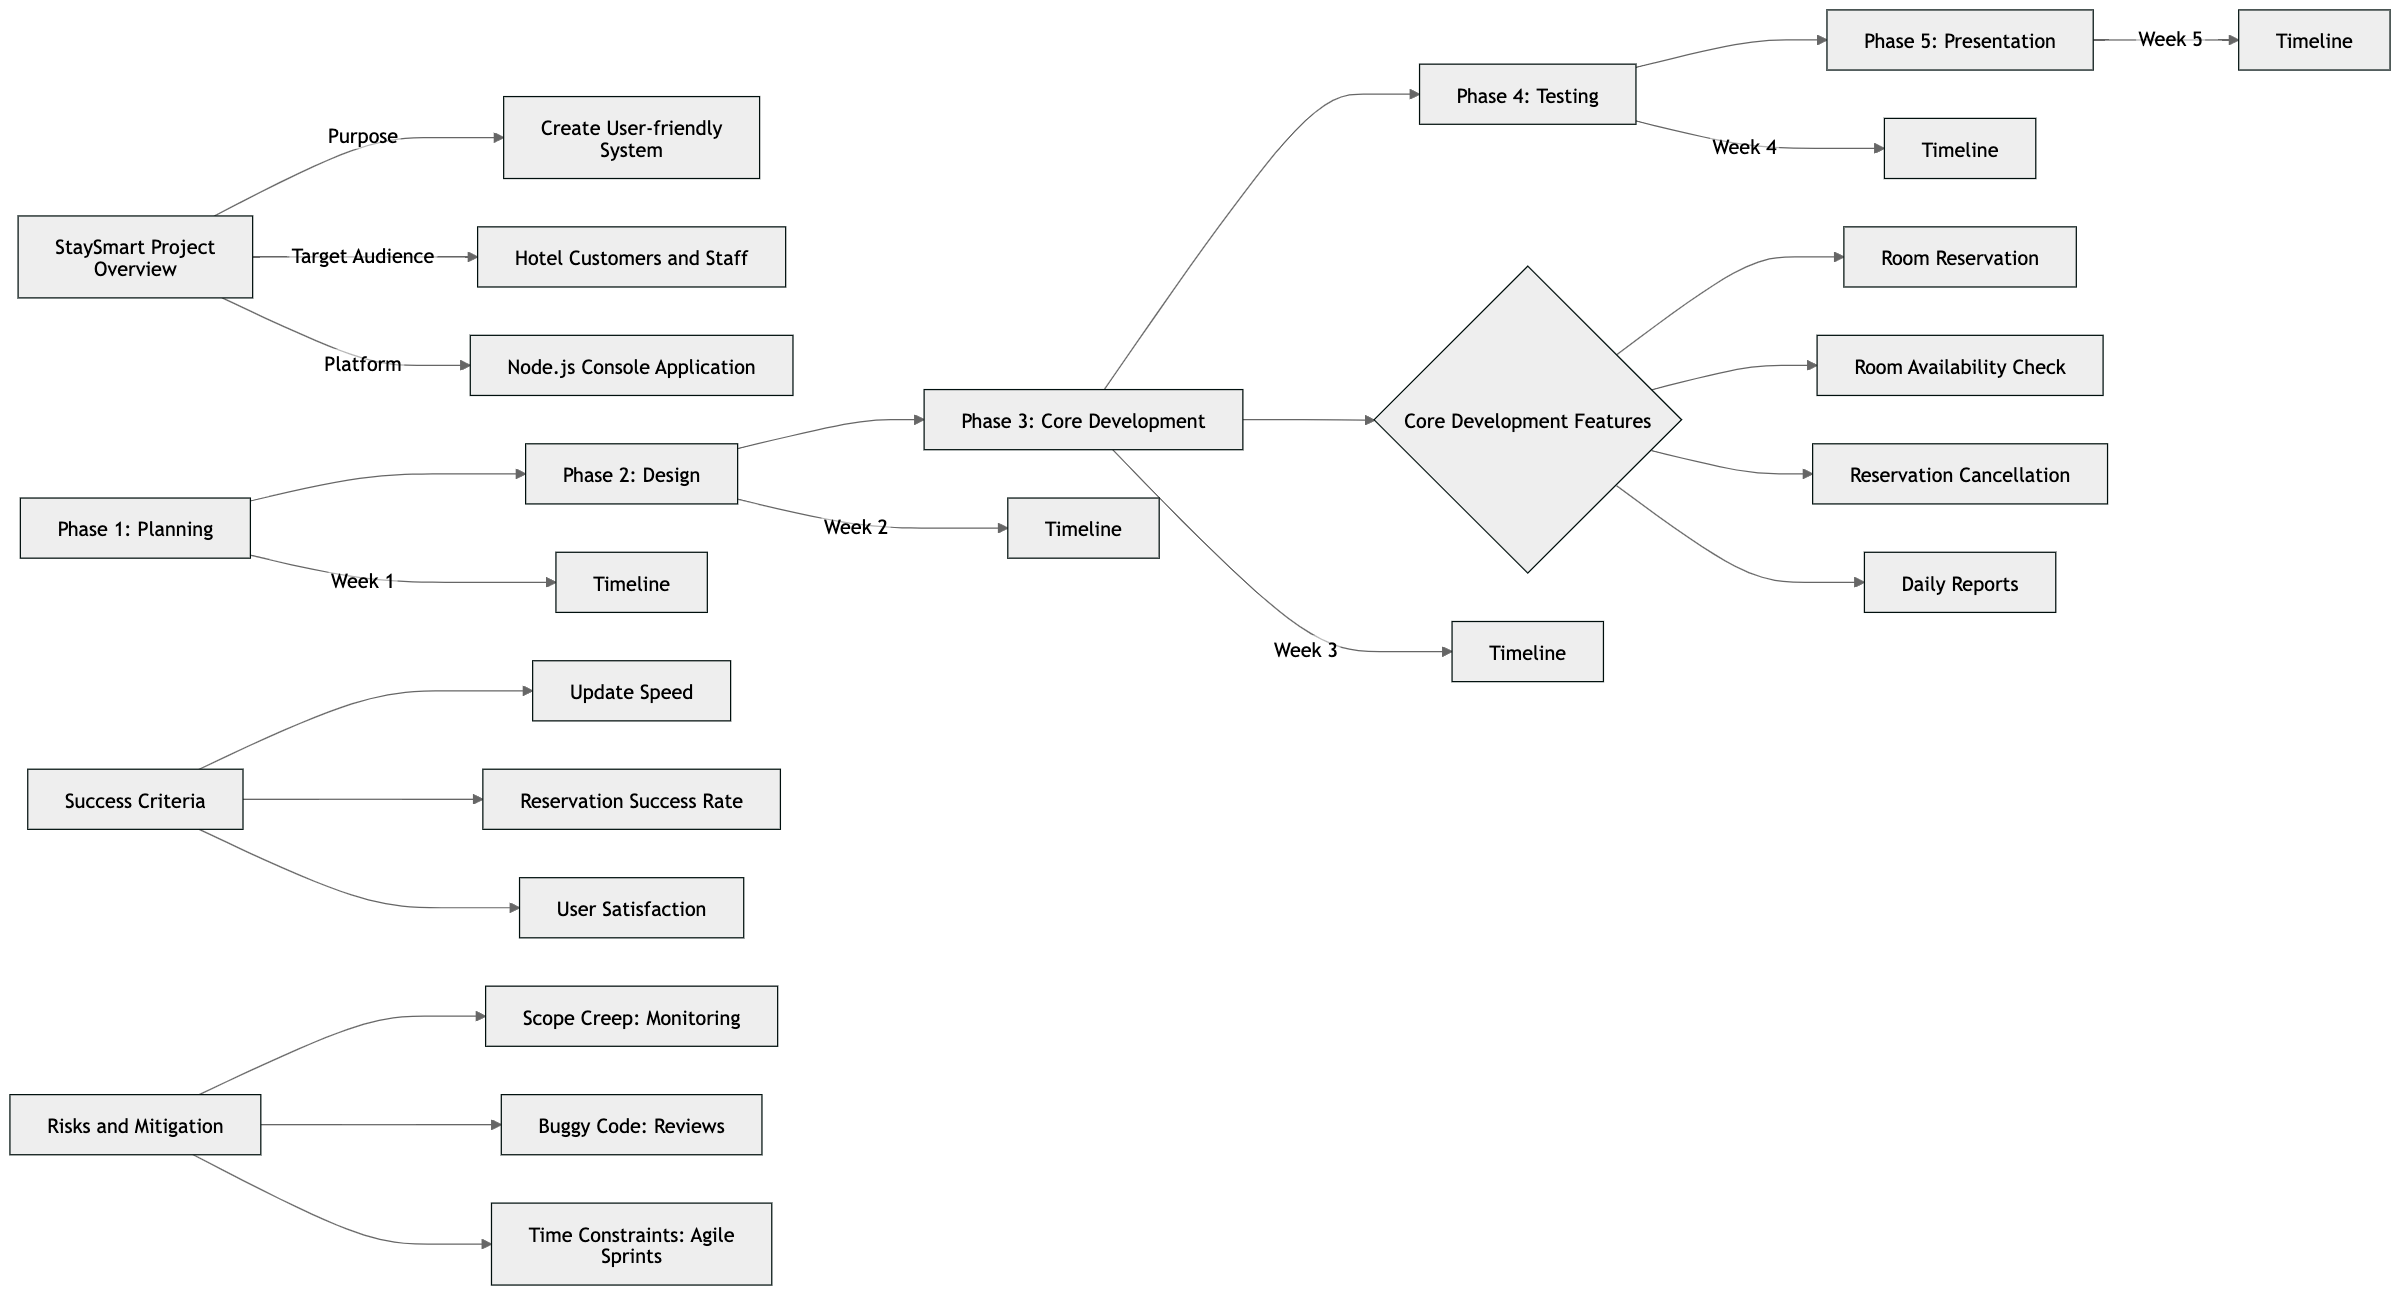 StaySmart Project
Overview
Purpose
Create User-friendly
System
Target Audience
Hotel Customers and Staff
Platform
Node.js Console Application
Phase 1: Planning
Week 1
Timeline
Phase 2: Design
Week 2
Timeline
Phase 3: Core Development
Week 3
Timeline
Core Development Features
Room Reservation
Room Availability Check
Reservation Cancellation
Daily Reports
Phase 4: Testing
Week 4
Timeline
Phase 5: Presentation
Week 5
Timeline
Success Criteria
Update Speed
Reservation Success Rate
User Satisfaction
Risks and Mitigation
Scope Creep: Monitoring
Buggy Code: Reviews
Time Constraints: Agile
Sprints